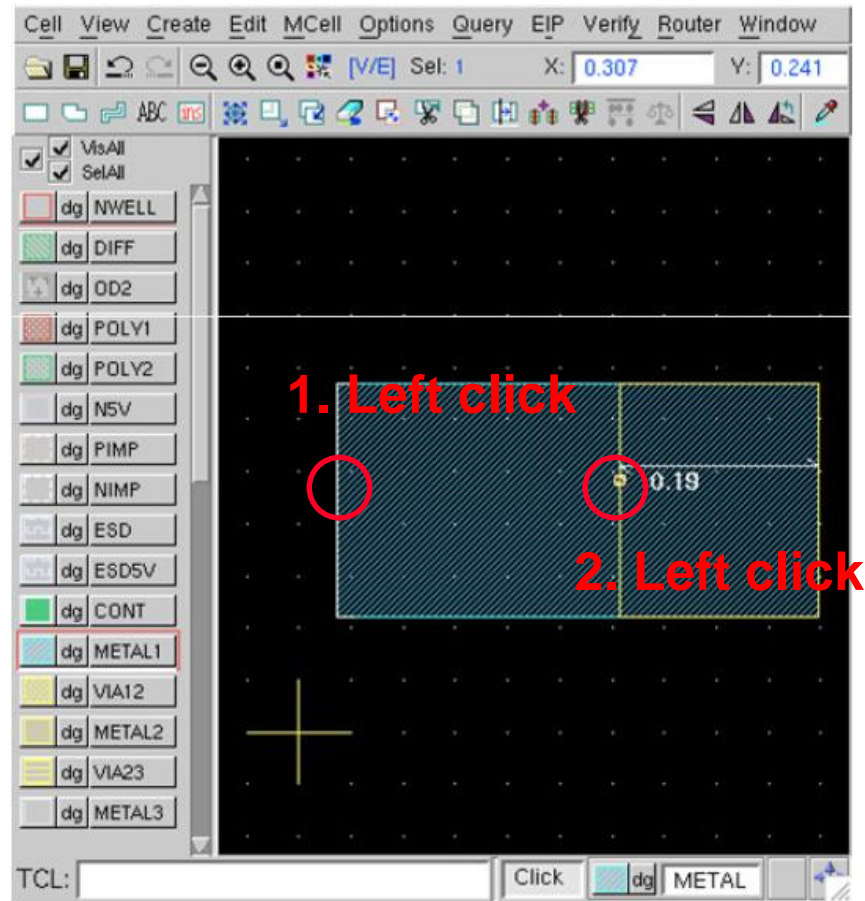 Cell View Create Edit MCell Options Query EIP Verify Router Window
[V/E] Sel: 1 X: 0.307 Y: 0.241
ABC ins
VisAll
SelAll
dg NWELL
dg DIFF
dg OD2
dg POLY1
dg POLY2
dg N5V
dg PIMP
dg NIMP
dg ESD
dg ESD5V
dg CONT
dg METAL1
dg VIA12
dg METAL2
dg VIA23
dg METAL3
1. Left click
0.19
2. Left click
TCL: Click dg METAL